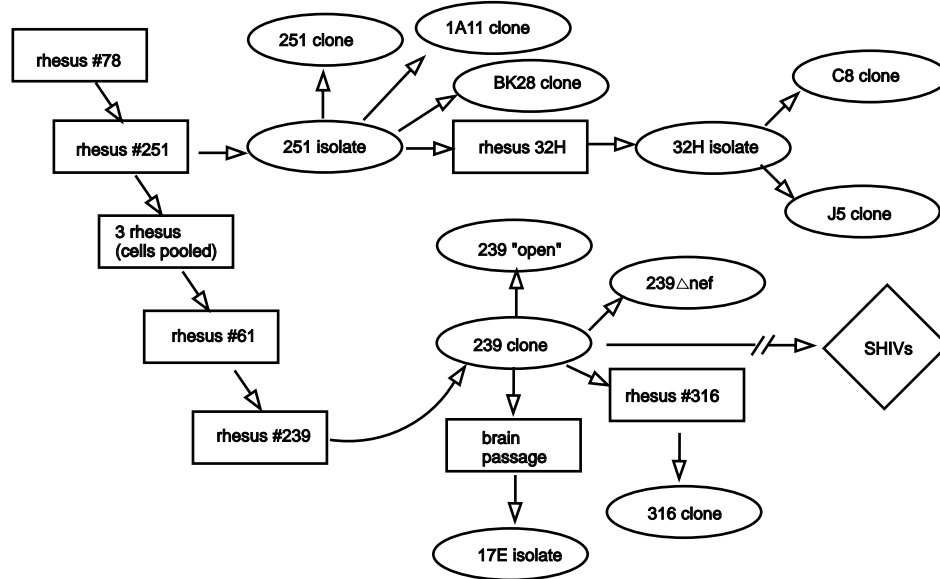 rhesus #78
251 clone
1A11 clone
BK28 clone
C8 clone
rhesus #251
251 isolate
rhesus 32H
32H isolate
J5 clone
3 rhesus
(cells pooled)
239 "open"
239△nef
rhesus #61
239 clone
SHIVs
rhesus #316
rhesus #239
brain
passage
316 clone
17E isolate